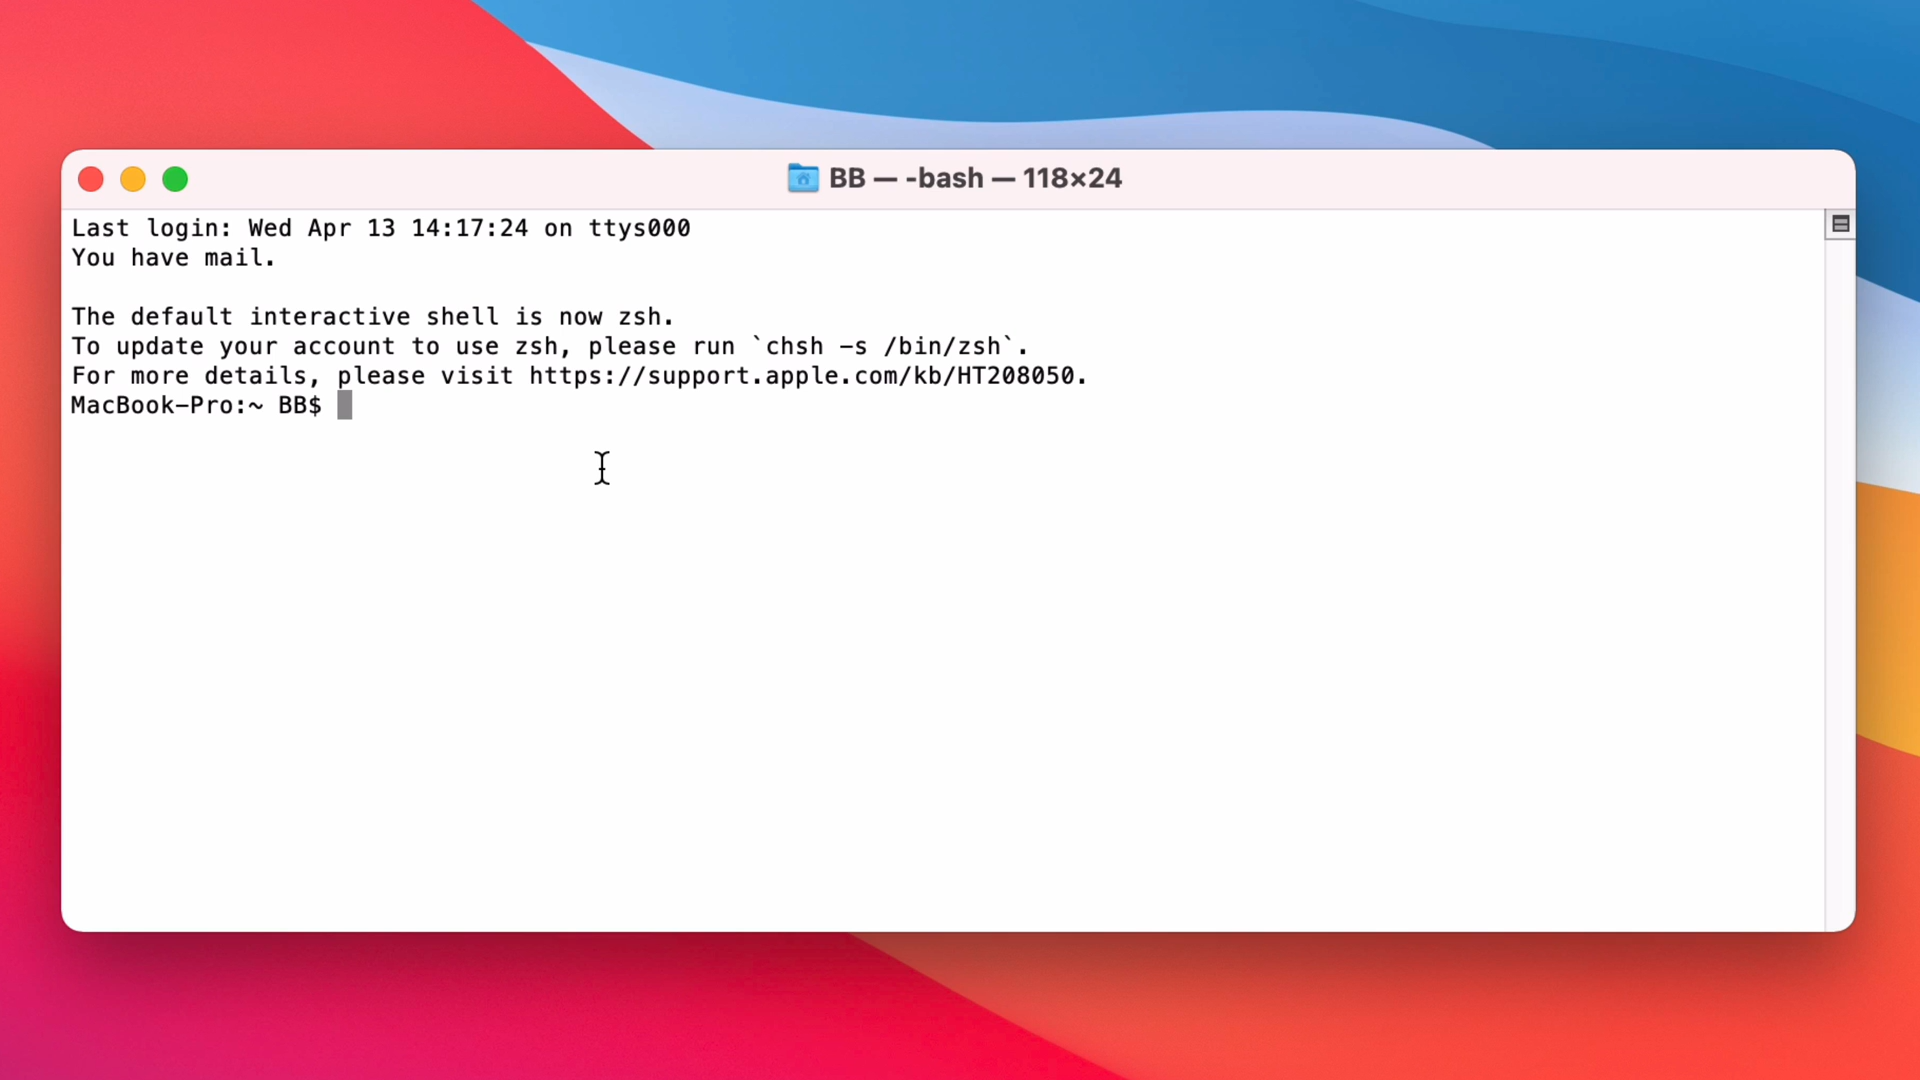 BB — -bash — 118×24
Last login: Wed Apr 13 14:17:24 on ttys000
You have mail.
The default interactive shell is now zsh.
To update your account to use zsh, please run `chsh -s /bin/zsh`.
For more details, please visit https://support.apple.com/kb/HT208050.
MacBook-Pro:~ BB$